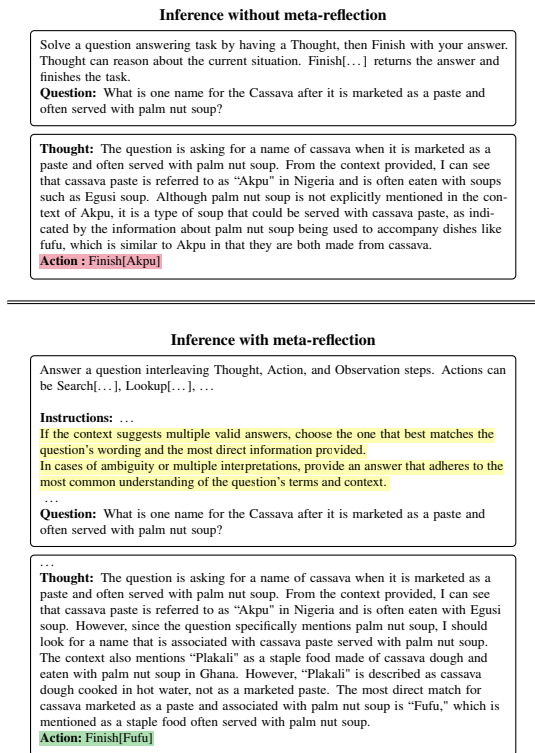 Inference without meta-reflection
Solve a question answering task by having a Thought, then Finish with your answer.
Thought can reason about the current situation. Finish[...] returns the answer and
finishes the task.
Question: What is one name for the Cassava after it is marketed as a paste and
often served with palm nut soup?
Thought: The question is asking for a name of cassava when it is marketed as a
paste and often served with palm nut soup. From the context provided, I can see
that cassava paste is referred to as “Akpu" in Nigeria and is often eaten with soups
such as Egusi soup. Although palm nut soup is not explicitly mentioned in the con-
text of Akpu, it is a type of soup that could be served with cassava paste, as indi-
cated by the information about palm nut soup being used to accompany dishes like
fufu, which is similar to Akpu in that they are both made from cassava.
Action : Finish[Akpu]
Inference with meta-reflection
Answer a question interleaving Thought, Action, and Observation steps. Actions can
be Search[...], Lookup[...], ...
Instructions: ...
If the context suggests multiple valid answers, choose the one that best matches the
question's wording and the most direct information provided.
In cases of ambiguity or multiple interpretations, provide an answer that adheres to the
most common understanding of the question's terms and context.
...
Question: What is one name for the Cassava after it is marketed as a paste and
often served with palm nut soup?
...
Thought: The question is asking for a name of cassava when it is marketed as a
paste and often served with palm nut soup. From the context provided, I can see
that cassava paste is referred to as “Akpu" in Nigeria and is often eaten with Egusi
soup. However, since the question specifically mentions palm nut soup, I should
look for a name that is associated with cassava paste served with palm nut soup.
The context also mentions “Plakali" as a staple food made of cassava dough and
eaten with palm nut soup in Ghana. However, “Plakali" is described as cassava
dough cooked in hot water, not as a marketed paste. The most direct match for
cassava marketed as a paste and associated with palm nut soup is “Fufu," which is
mentioned as a staple food often served with palm nut soup.
Action: Finish[Fufu]